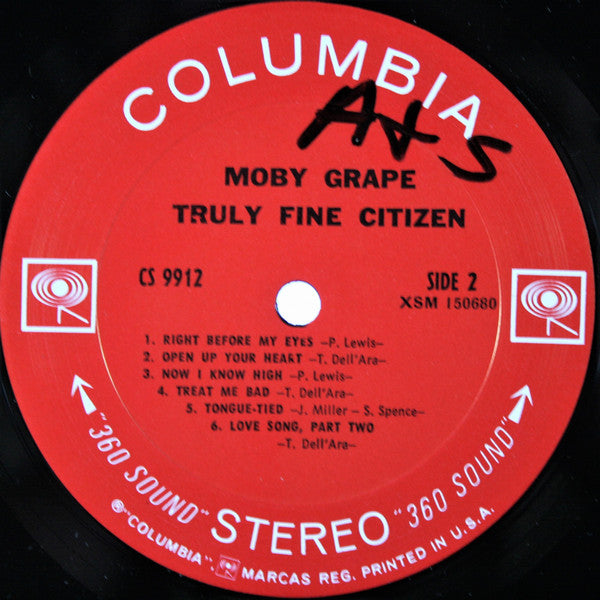 COLUMBIA
A & S
MOBY GRAPE
TRULY FINE CITIZEN
CS 9912
SIDE 2
XSM 150680
1. RIGHT BEFORE MY EYES —P. Lewis—
2. OPEN UP YOUR HEART —T. Dell'Ara—
3. NOW I KNOW HIGH —P. Lewis—
4. TREAT ME BAD —T. Dell'Ara—
5. TONGUE-TIED —J. Miller — S. Spence—
6. LOVE SONG, PART TWO
—T. Dell'Ara—
"360 SOUND" STEREO "360 SOUND"
℗ "COLUMBIA", MARCAS REG. PRINTED IN U.S.A.